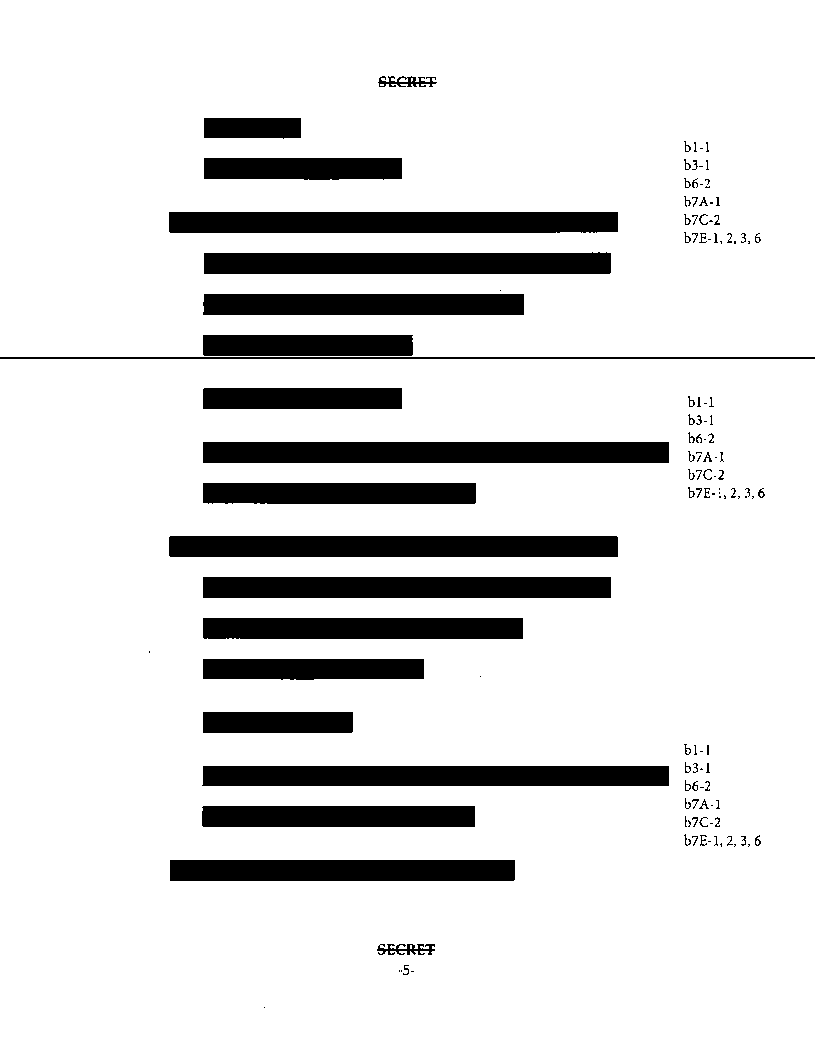 SECRET
b1-1
b3-1
b6-2
b7A-1
b7C-2
b7E-1, 2, 3, 6
b1-1
b3-1
b6-2
b7A-1
b7C-2
b7E-1, 2, 3, 6
b1-1
b3-1
b6-2
b7A-1
b7C-2
b7E-1, 2, 3, 6
SECRET
-5-